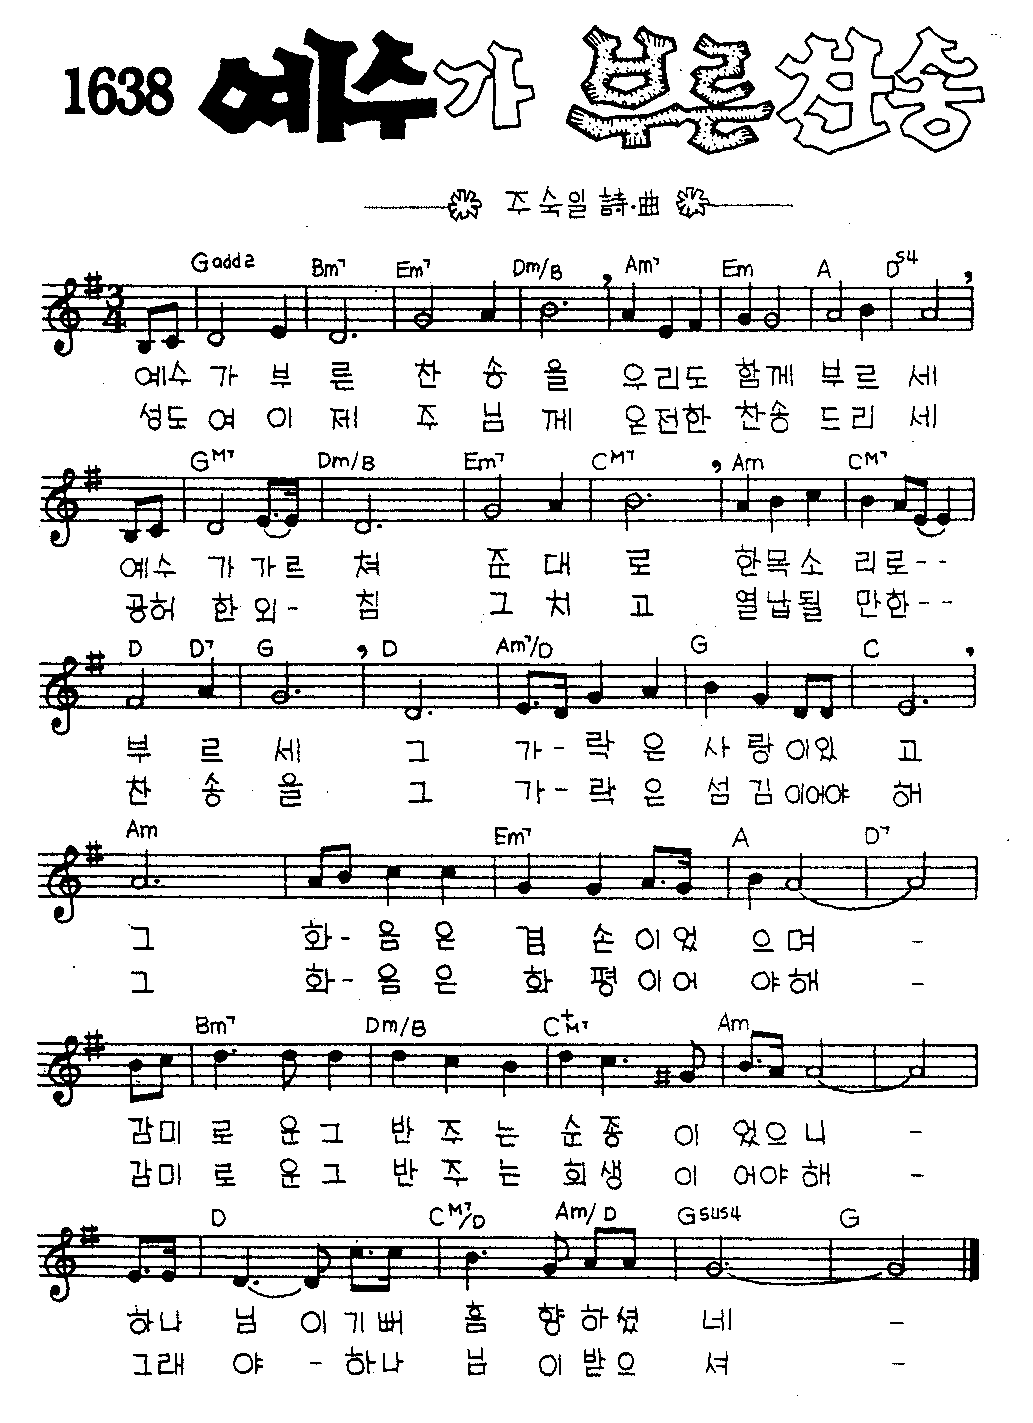 1638 예수가 부른 찬송
주숙일 詩·曲
Gadd2 Bm7 Em7 Dm/B Am7 Em A Ds4
3/4
예수 가 부 른 찬 송 을 우리도 함께 부르 세
성도 여 이 제 주 님 께 온전한 찬송 드리 세
GM7 Dm/B Em7 CM7 Am CM7
예수 가 가르 쳐 준 대 로 한목소 리로--
공허 한 외- 침 그 치 고 열납될 만한--
D D7 G D Am7/D G C
부 르 세 그 가-락 은 사 랑이있 고
찬 송 을 그 가-락 은 섬 김이어야 해
Am Em7 A D7
그 화-음 은 겸 손이었 으며 -
그 화-음 은 화 평이어 야해 -
Bm7 Dm/B C+M7 Am
감미 로 운그 반 주 는 순 종 이 었으니 -
감미 로 운그 반 주 는 희생 이 어야해 -
D CM7/D Am/D Gsus4 G
하나 님 이기뻐 흠 향하셨 네 -
그래 야 -하나 님 이받으 셔 -